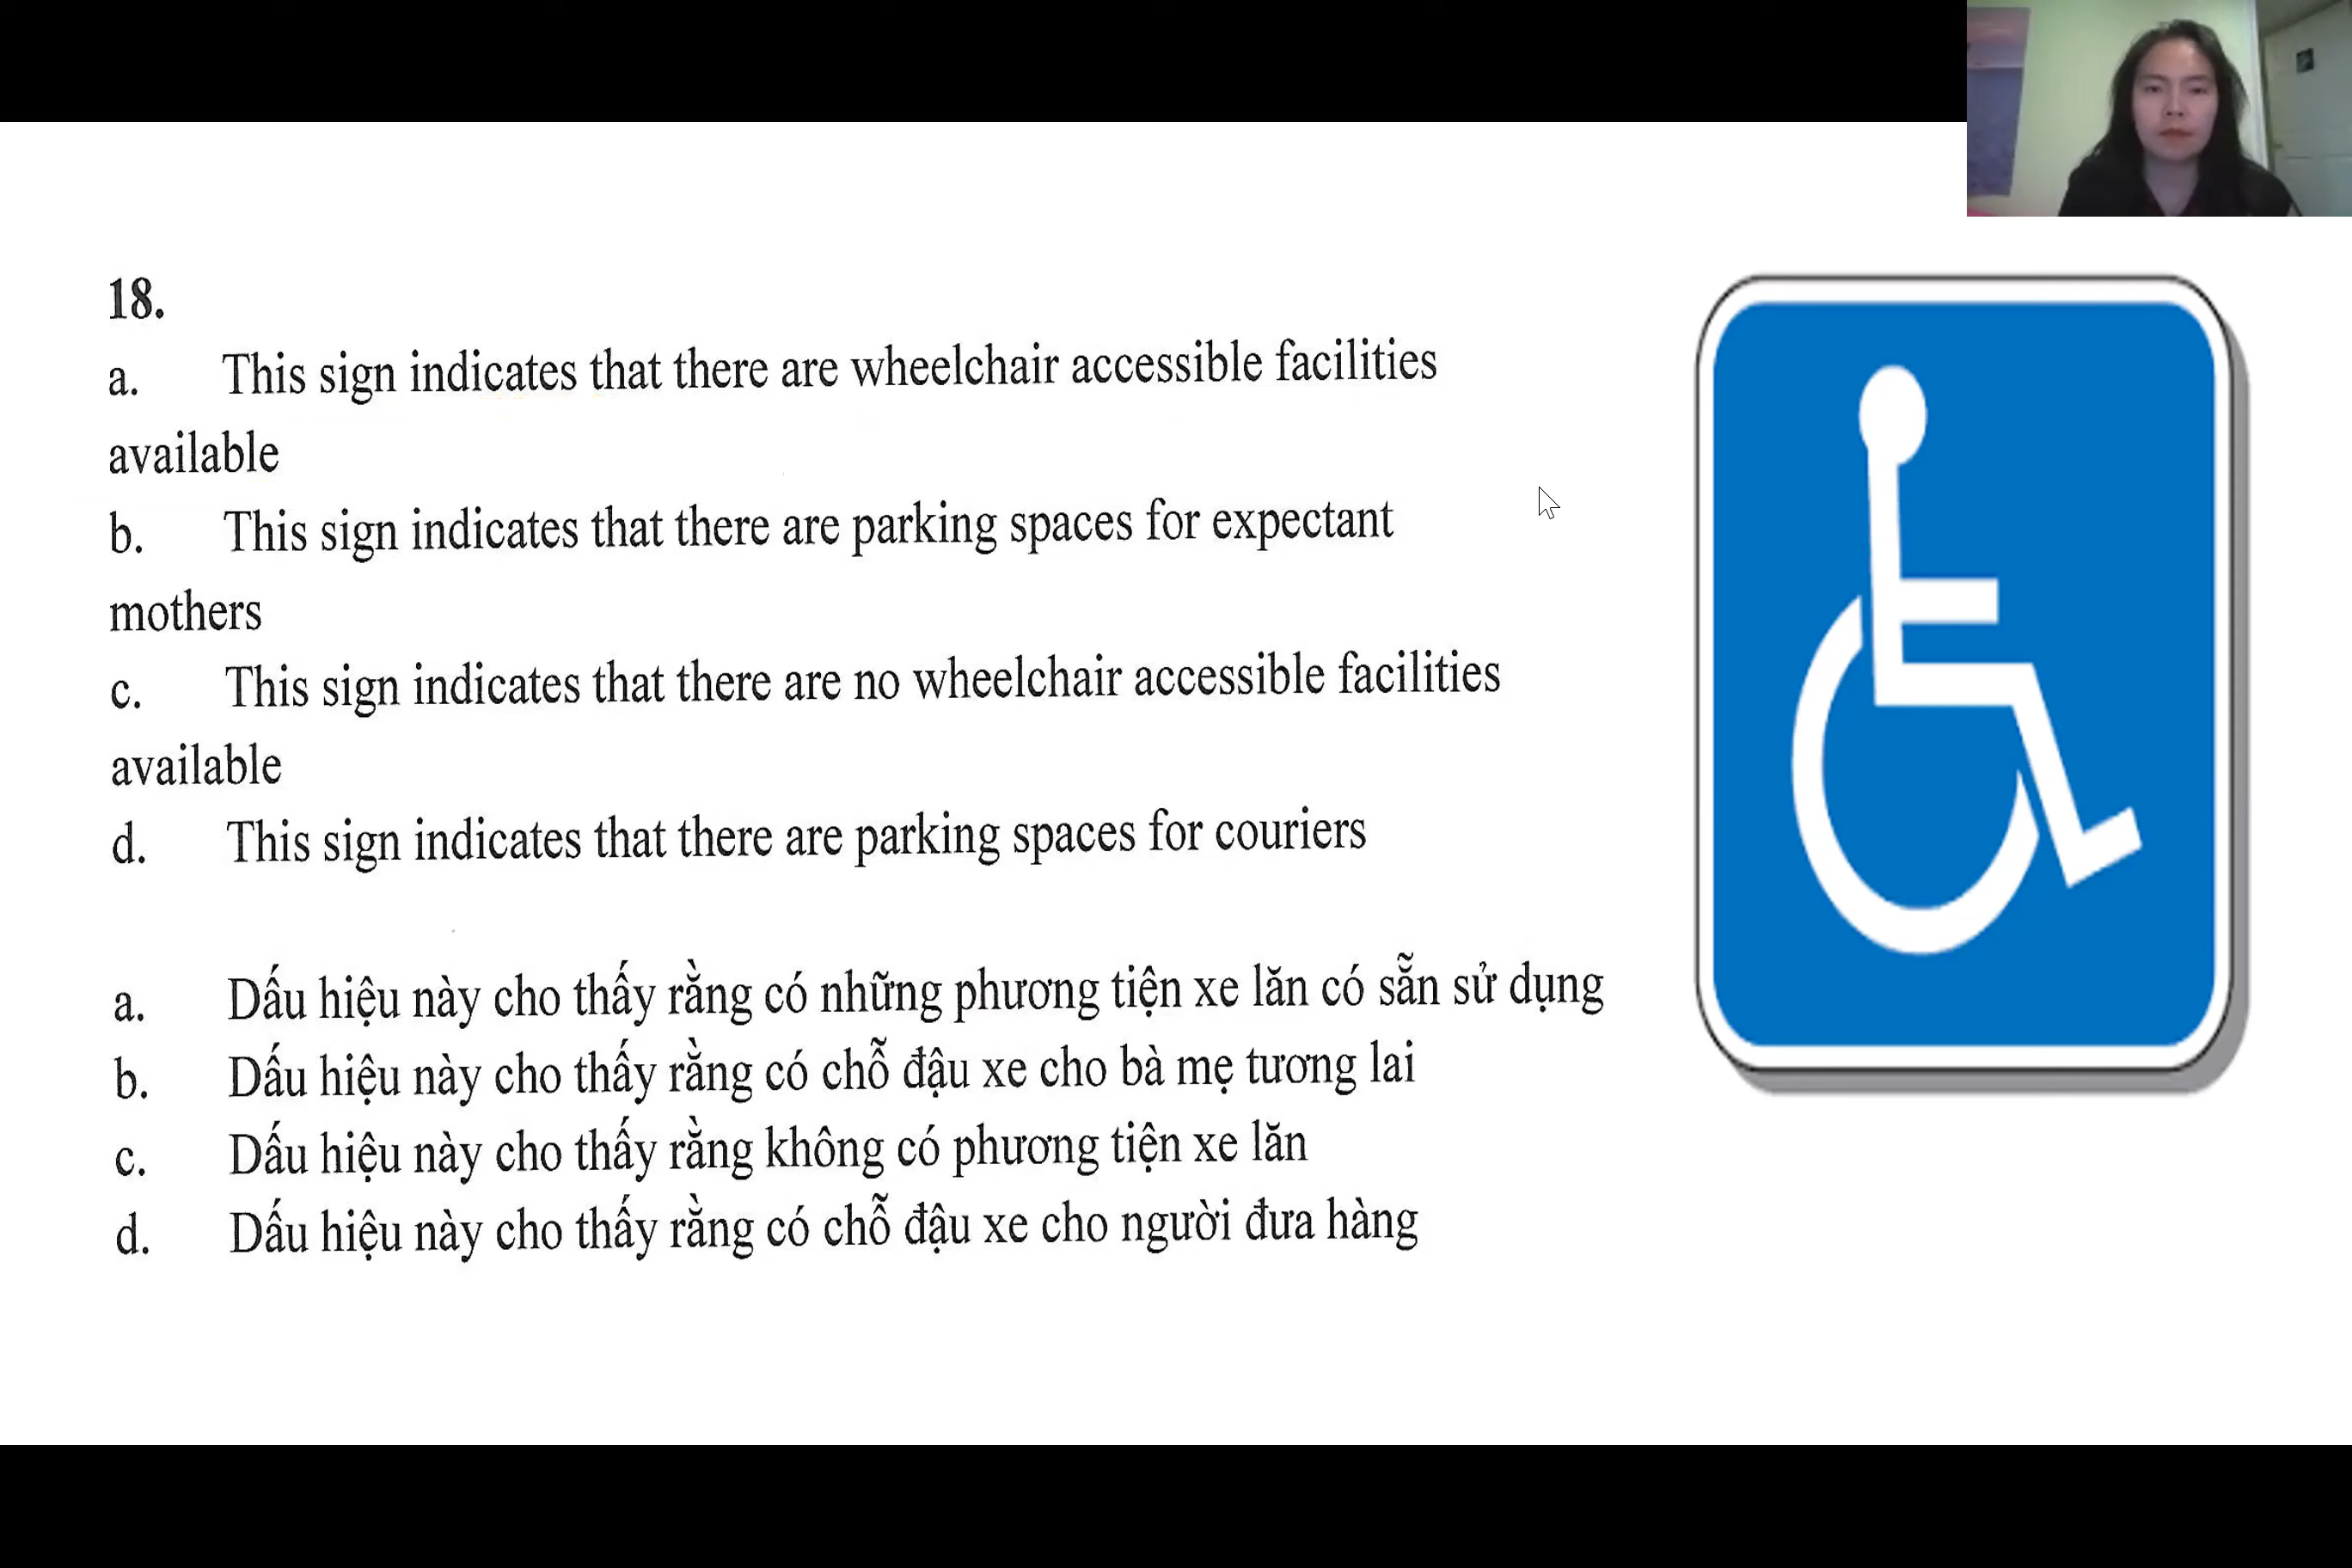 18.
a. This sign indicates that there are wheelchair accessible facilities
available
b. This sign indicates that there are parking spaces for expectant
mothers
c. This sign indicates that there are no wheelchair accessible facilities
available
d. This sign indicates that there are parking spaces for couriers
a. Dấu hiệu này cho thấy rằng có những phương tiện xe lăn có sẵn sử dụng
b. Dấu hiệu này cho thấy rằng có chỗ đậu xe cho bà mẹ tương lai
c. Dấu hiệu này cho thấy rằng không có phương tiện xe lăn
d. Dấu hiệu này cho thấy rằng có chỗ đậu xe cho người đưa hàng